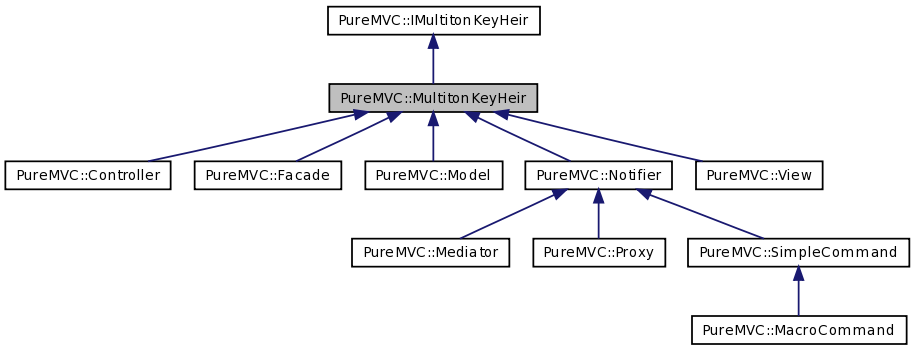 PureMVC::IMultitonKeyHeir
PureMVC::MultitonKeyHeir
PureMVC::Controller
PureMVC::Facade
PureMVC::Model
PureMVC::Notifier
PureMVC::View
PureMVC::Mediator
PureMVC::Proxy
PureMVC::SimpleCommand
PureMVC::MacroCommand